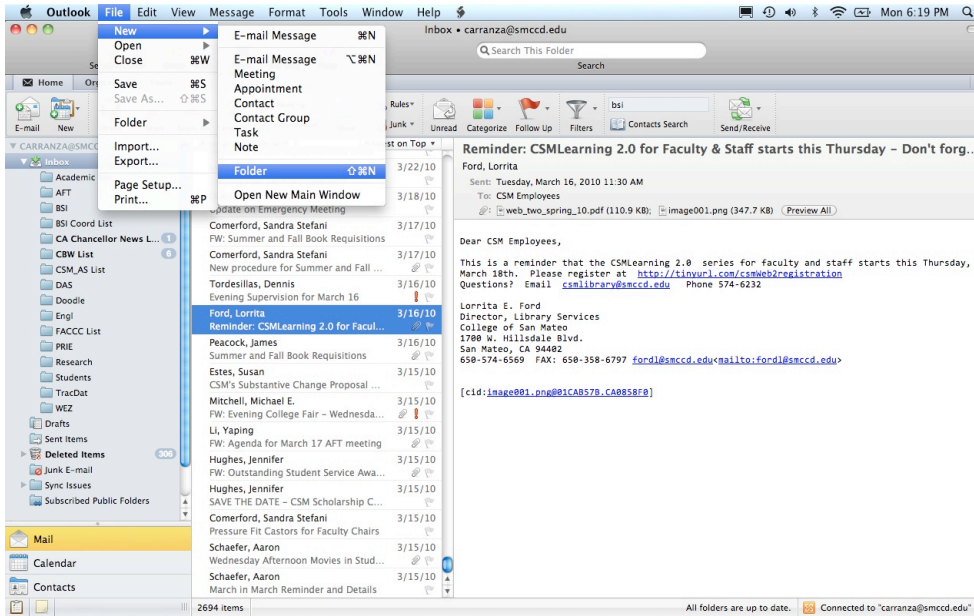 Outlook File Edit View Message Format Tools Window Help Mon 6:19 PM
Inbox • carranza@smccd.edu
Search This Folder
Search
Home
E-mail New
Rules
Junk
Unread Categorize Follow Up Filters
bsi
Contacts Search
Send/Receive
New
Open
Close ⌘W
Save ⌘S
Save As... ⇧⌘S
Folder
Import...
Export...
Page Setup...
Print... ⌘P
E-mail Message ⌘N
E-mail Message ⌥⌘N
Meeting
Appointment
Contact
Contact Group
Task
Note
Folder ⇧⌘N
Open New Main Window
Inbox
Academic
AFT
BSI
BSI Coord List
CA Chancellor News L... 1
CBW List 6
CSM_AS List
DAS
Doodle
Engl
FACCC List
PRIE
Research
Students
TracDat
WEZ
Drafts
Sent Items
Deleted Items 306
Junk E-mail
Sync Issues
Subscribed Public Folders
Mail
Calendar
Contacts
on Top
3/22/10
3/18/10
Update on Emergency Meeting
Comerford, Sandra Stefani 3/17/10
FW: Summer and Fall Book Requisitions
Comerford, Sandra Stefani 3/17/10
New procedure for Summer and Fall ...
Tordesillas, Dennis 3/16/10
Evening Supervision for March 16
Ford, Lorrita 3/16/10
Reminder: CSMLearning 2.0 for Facul...
Peacock, James 3/16/10
Summer and Fall Book Requisitions
Estes, Susan 3/15/10
CSM's Substantive Change Proposal ...
Mitchell, Michael E. 3/15/10
FW: Evening College Fair – Wednesda...
Li, Yaping 3/15/10
FW: Agenda for March 17 AFT meeting
Hughes, Jennifer 3/15/10
FW: Outstanding Student Service Awa...
Hughes, Jennifer 3/15/10
SAVE THE DATE – CSM Scholarship C...
Comerford, Sandra Stefani 3/15/10
Pressure Fit Castors for Faculty Chairs
Schaefer, Aaron 3/15/10
Wednesday Afternoon Movies in Stud...
Schaefer, Aaron 3/15/10
March in March Reminder and Details
Reminder: CSMLearning 2.0 for Faculty & Staff starts this Thursday – Don't forg...
Ford, Lorrita
Sent: Tuesday, March 16, 2010 11:30 AM
To: CSM Employees
web_two_spring_10.pdf (110.9 KB); image001.png (347.7 KB) Preview All
Dear CSM Employees,
This is a reminder that the CSMLearning 2.0 series for faculty and staff starts this Thursday,
March 18th. Please register at http://tinyurl.com/csmWeb2registration
Questions? Email csmlibrary@smccd.edu Phone 574-6232
Lorrita E. Ford
Director, Library Services
College of San Mateo
1700 W. Hillsdale Blvd.
San Mateo, CA 94402
650-574-6569 FAX: 650-358-6797 fordl@smccd.edu<mailto:fordl@smccd.edu>
[cid:image001.png@01CAB57B.CA0858F0]
2694 items
All folders are up to date. Connected to "carranza@smccd.edu"